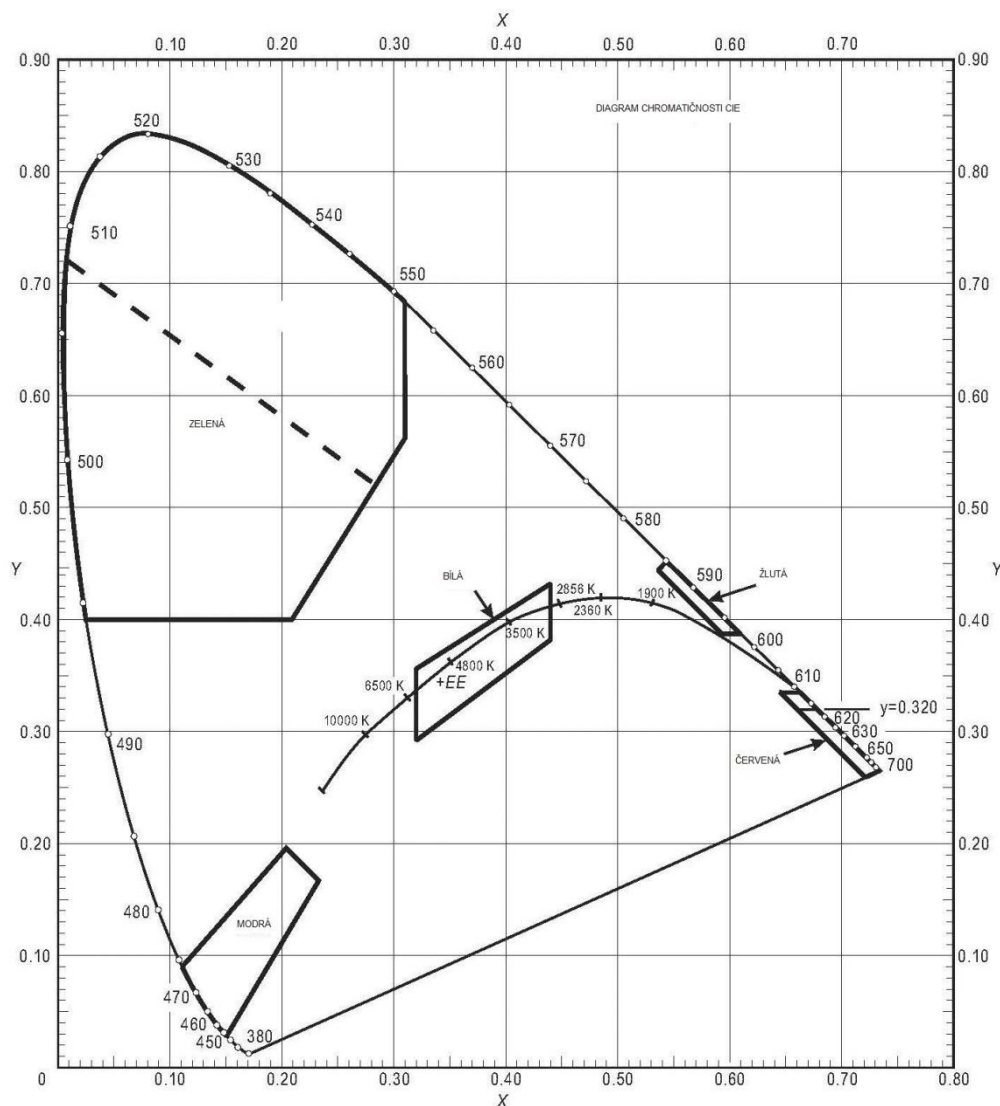 X
0.10 0.20 0.30 0.40 0.50 0.60 0.70
0.90 0.90
DIAGRAM CHROMATIČNOSTI CIE
520
0.80 530 0.80
540
510
550
0.70 0.70
560
0.60 0.60
ZELENÁ
570
500
0.50 580 0.50
Y BÍLÁ 590 ŽLUTÁ Y
2856 K 1900 K
2360 K
0.40 0.40
3500 K 600
4800 K
6500 K +EE 610
10000 K y=0.320
620
0.30 630 0.30
490 650
ČERVENÁ 700
0.20 0.20
480
MODRÁ
0.10 0.10
470
460
450 380
0 0.10 0.20 0.30 0.40 0.50 0.60 0.70 0.80
X